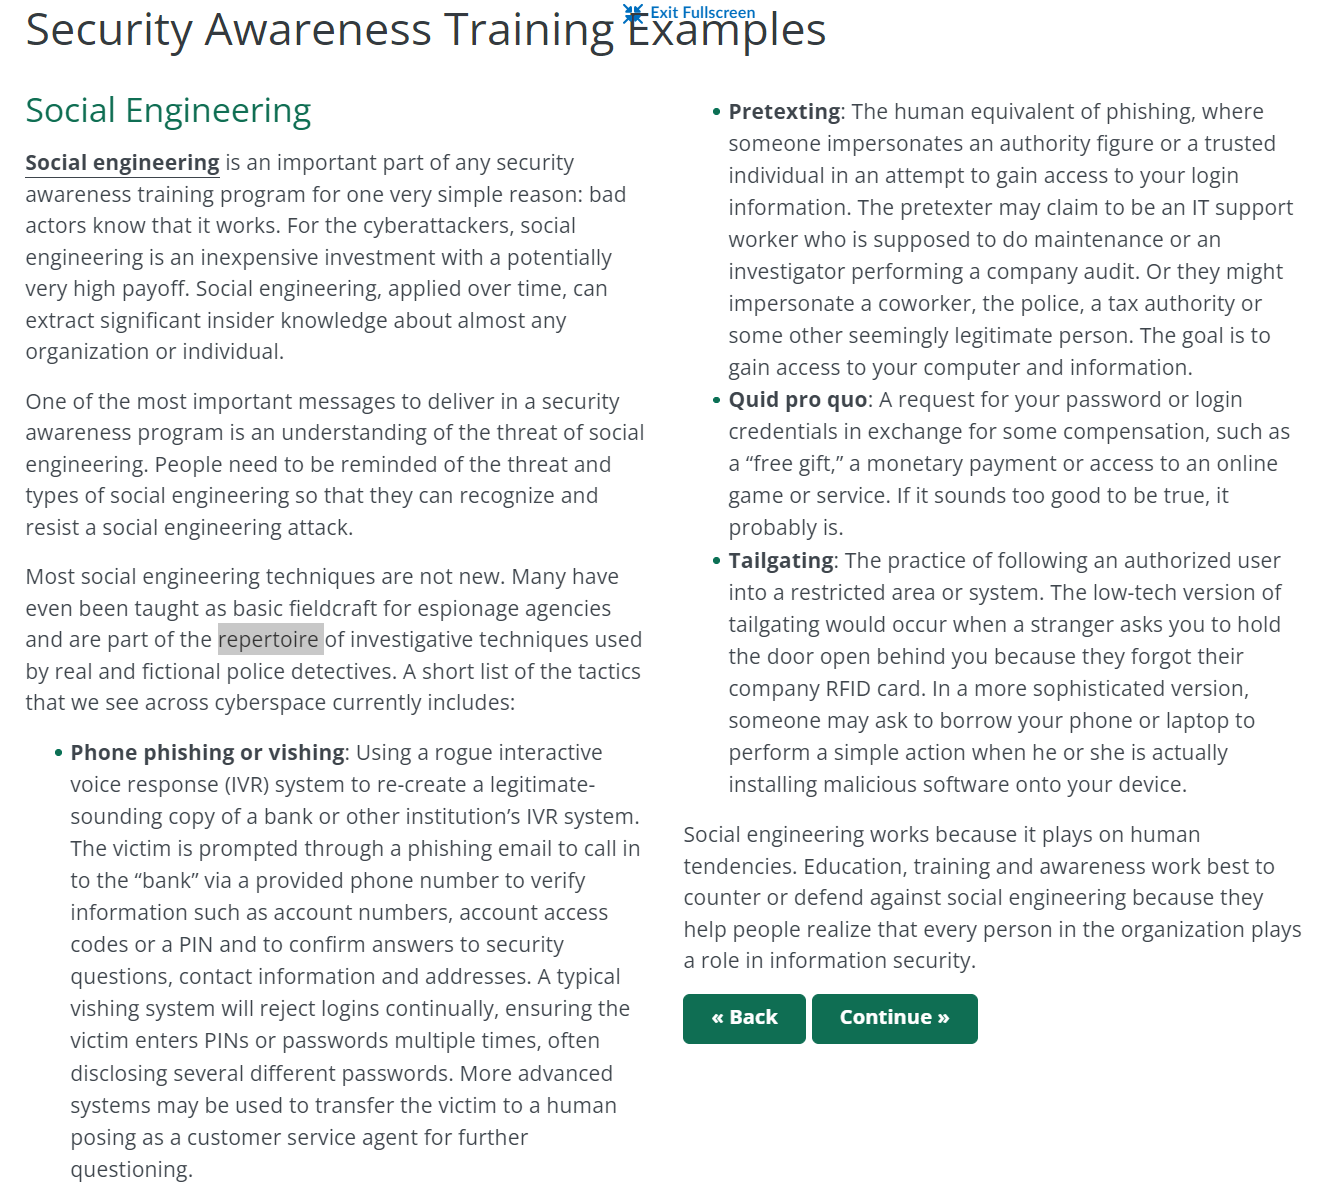 Exit Fullscreen
Security Awareness Training Examples
Social Engineering
Social engineering is an important part of any security
awareness training program for one very simple reason: bad
actors know that it works. For the cyberattackers, social
engineering is an inexpensive investment with a potentially
very high payoff. Social engineering, applied over time, can
extract significant insider knowledge about almost any
organization or individual.
One of the most important messages to deliver in a security
awareness program is an understanding of the threat of social
engineering. People need to be reminded of the threat and
types of social engineering so that they can recognize and
resist a social engineering attack.
Most social engineering techniques are not new. Many have
even been taught as basic fieldcraft for espionage agencies
and are part of the repertoire of investigative techniques used
by real and fictional police detectives. A short list of the tactics
that we see across cyberspace currently includes:
• Phone phishing or vishing: Using a rogue interactive
voice response (IVR) system to re-create a legitimate-
sounding copy of a bank or other institution’s IVR system.
The victim is prompted through a phishing email to call in
to the “bank” via a provided phone number to verify
information such as account numbers, account access
codes or a PIN and to confirm answers to security
questions, contact information and addresses. A typical
vishing system will reject logins continually, ensuring the
victim enters PINs or passwords multiple times, often
disclosing several different passwords. More advanced
systems may be used to transfer the victim to a human
posing as a customer service agent for further
questioning.
• Pretexting: The human equivalent of phishing, where
someone impersonates an authority figure or a trusted
individual in an attempt to gain access to your login
information. The pretexter may claim to be an IT support
worker who is supposed to do maintenance or an
investigator performing a company audit. Or they might
impersonate a coworker, the police, a tax authority or
some other seemingly legitimate person. The goal is to
gain access to your computer and information.
• Quid pro quo: A request for your password or login
credentials in exchange for some compensation, such as
a “free gift,” a monetary payment or access to an online
game or service. If it sounds too good to be true, it
probably is.
• Tailgating: The practice of following an authorized user
into a restricted area or system. The low-tech version of
tailgating would occur when a stranger asks you to hold
the door open behind you because they forgot their
company RFID card. In a more sophisticated version,
someone may ask to borrow your phone or laptop to
perform a simple action when he or she is actually
installing malicious software onto your device.
Social engineering works because it plays on human
tendencies. Education, training and awareness work best to
counter or defend against social engineering because they
help people realize that every person in the organization plays
a role in information security.
« Back
Continue »